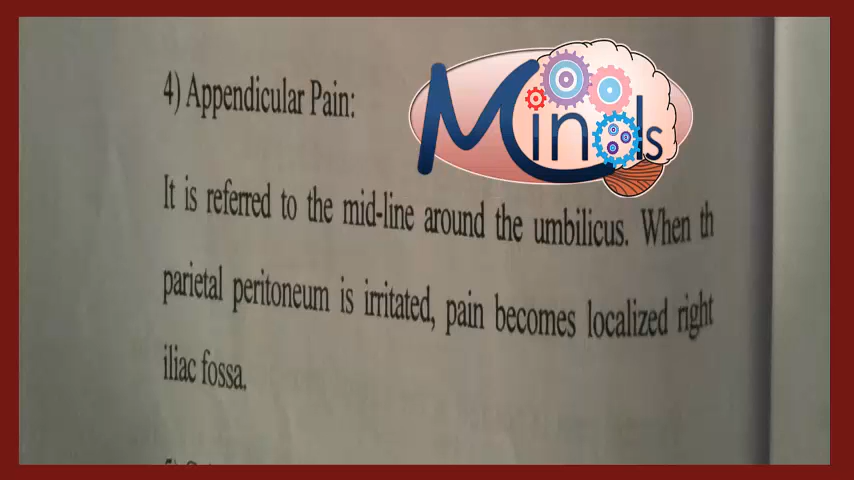 4) Appendicular Pain:
Minds
It is referred to the mid-line around the umbilicus. When th
parietal peritoneum is irritated, pain becomes localized right
iliac fossa.